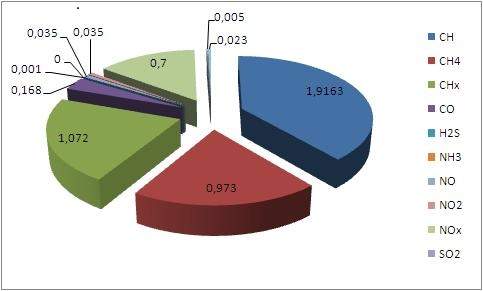 0,005
0,035
0,035
0,023
0
0,7
0,001
0,168
1,9163
1,072
0,973
CH
CH4
CHx
CO
H2S
NH3
NO
NO2
NOx
SO2